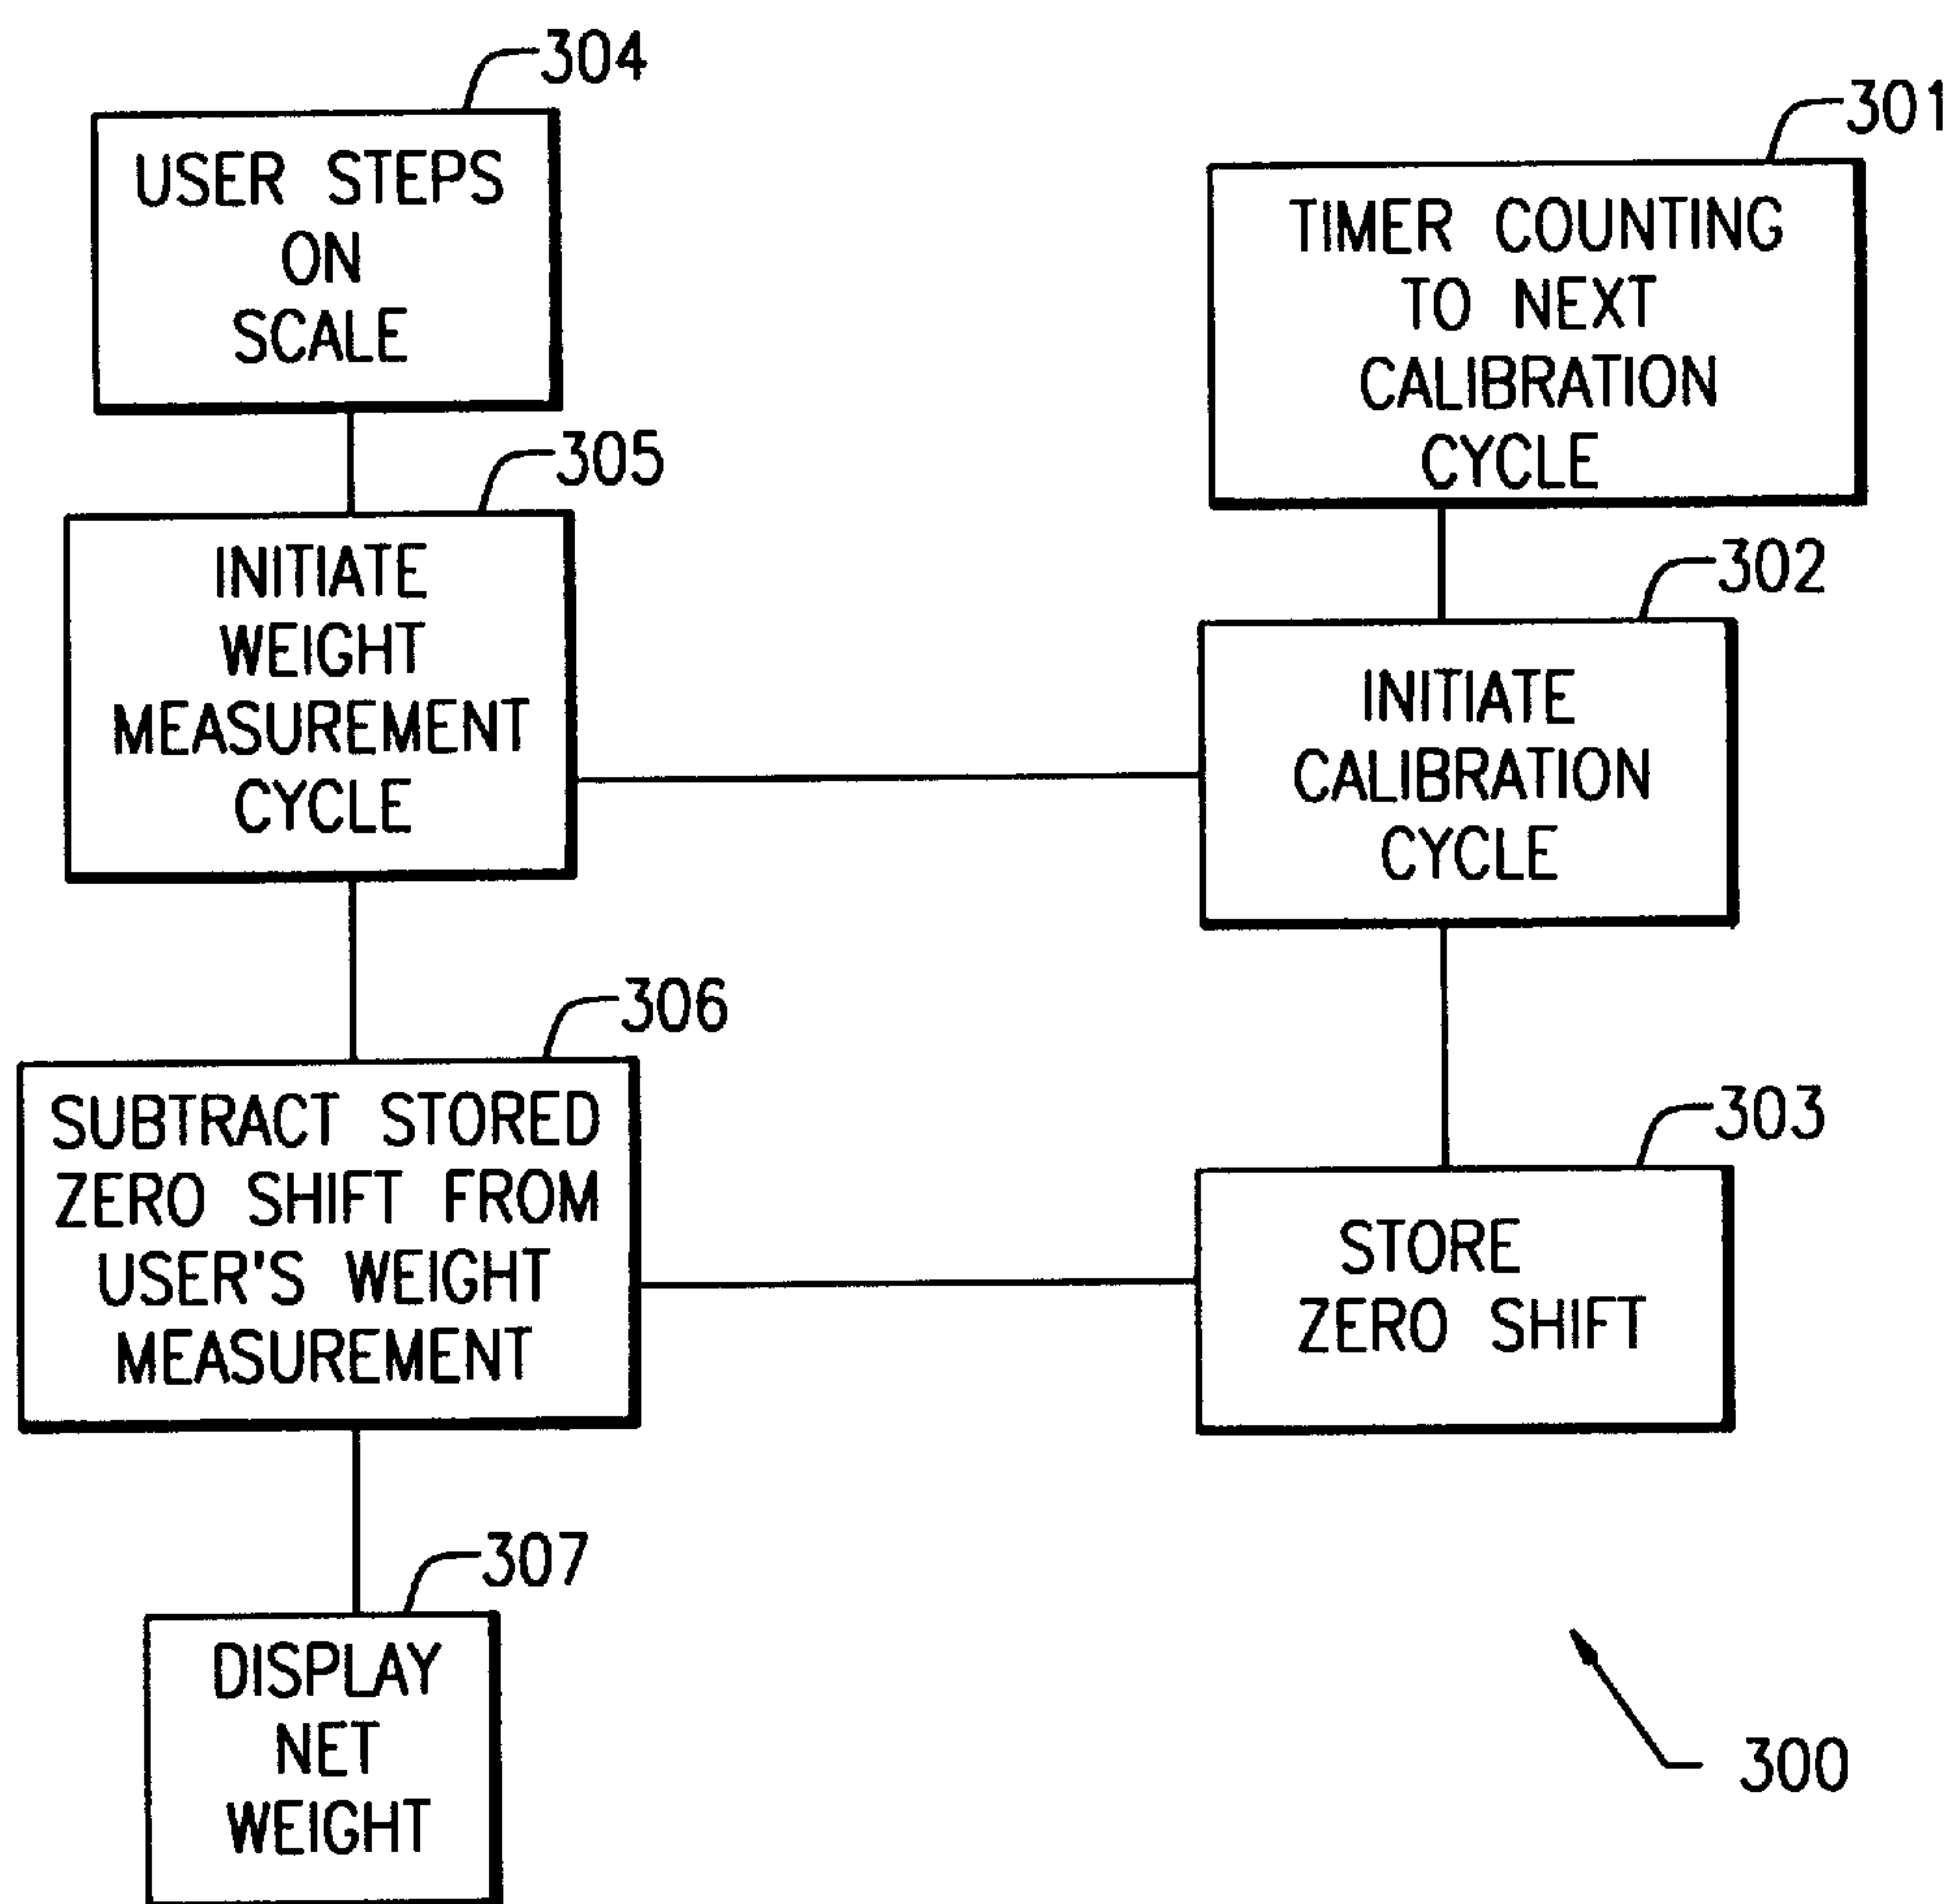 304
USER STEPS
ON
SCALE
301
TIMER COUNTING
TO NEXT
CALIBRATION
CYCLE
305
INITIATE
WEIGHT
MEASUREMENT
CYCLE
302
INITIATE
CALIBRATION
CYCLE
306
SUBTRACT STORED
ZERO SHIFT FROM
USER'S WEIGHT
MEASUREMENT
303
STORE
ZERO SHIFT
307
DISPLAY
NET
WEIGHT
300